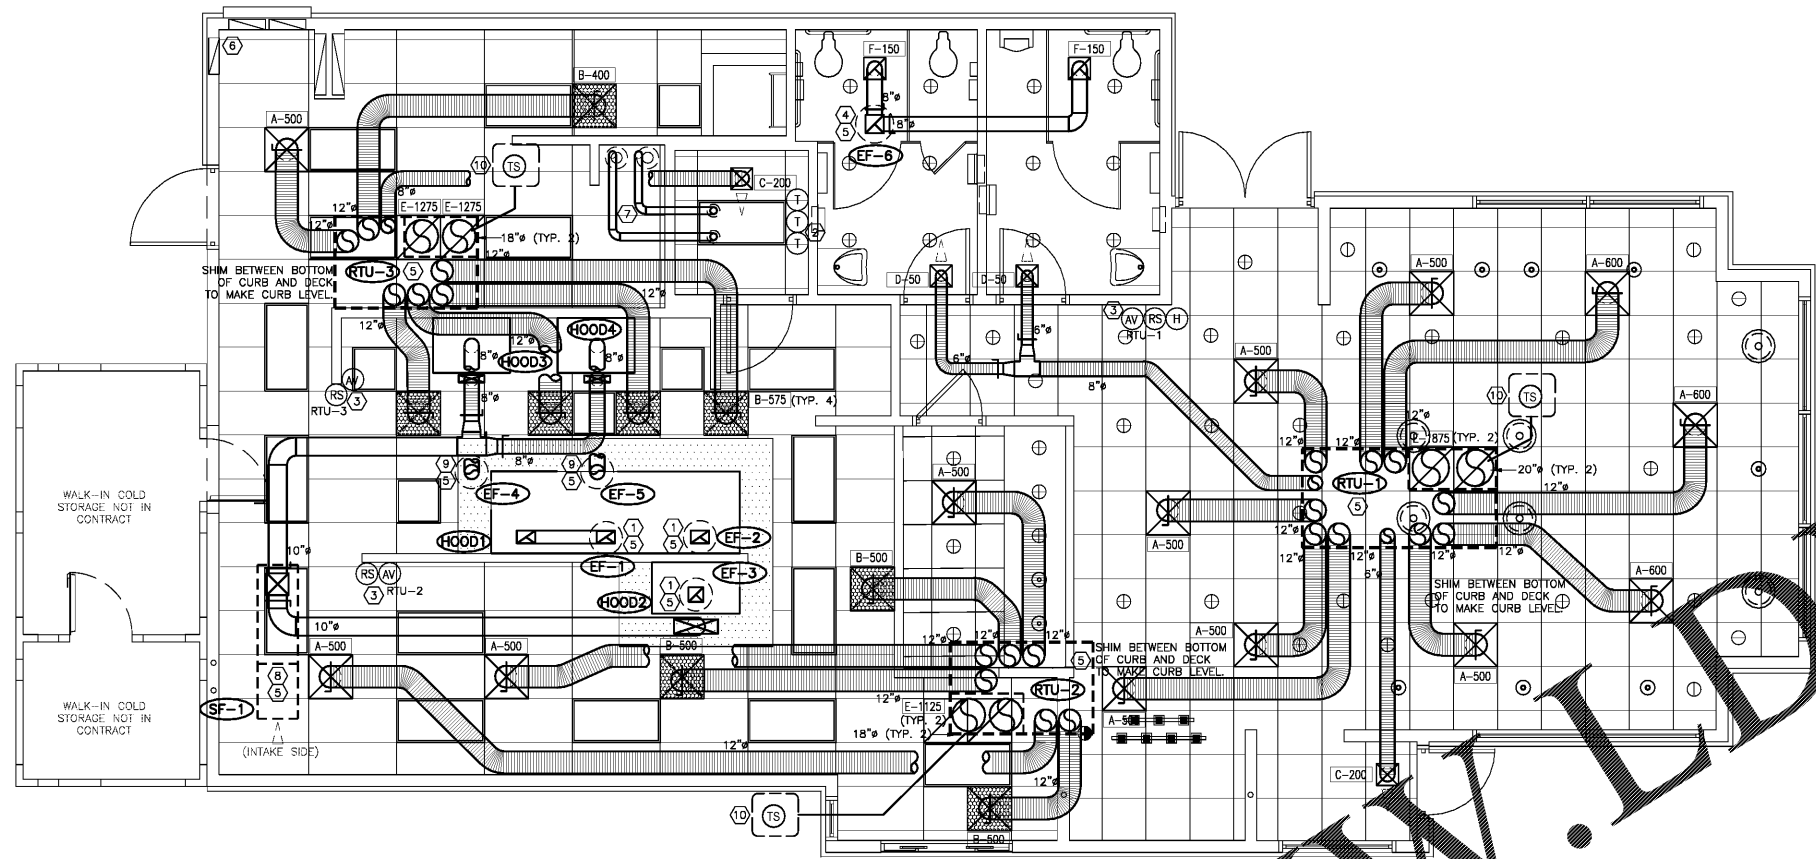 6
A-500
B-400
F-150
8"ø
F-150
4
5
8"ø
EF-6
10
TS
8"ø
12"ø
12"ø
E-1275
E-1275
C-200
T
T
T
7
18"ø (TYP. 2)
12"ø
SHIM BETWEEN BOTTOM
OF CURB AND DECK
TO MAKE CURB LEVEL.
RTU-3
5
12"ø
12"ø
12"ø
D-50
D-50
A-500
A-600
3
AV
RS
H
RTU-1
6"ø
6"ø
8"ø
HOOD4
HOOD3
8"ø
8"ø
8"ø
AV
RS
3
RTU-3
B-575 (TYP. 4)
A-500
A-600
10
TS
12"ø
12"ø
12"ø
E-1875 (TYP. 2)
20"ø (TYP. 2)
8"ø
9
5
EF-4
9
5
EF-5
WALK-IN COLD
STORAGE NOT IN
CONTRACT
A-500
RTU-1
5
12"ø
HOOD1
1
5
1
5
EF-2
A-500
12"ø
12"ø
12"ø
12"ø
12"ø
10"ø
EF-1
EF-3
B-500
RS
AV
3
RTU-2
HOOD2
1
5
6"ø
A-600
SHIM BETWEEN BOTTOM
OF CURB AND DECK
TO MAKE CURB LEVEL.
10"ø
A-500
A-500
A-500
B-500
12"ø
12"ø
12"ø
5
SHIM BETWEEN BOTTOM
OF CURB AND DECK
TO MAKE CURB LEVEL.
A-500
8
5
SF-1
12"ø
RTU-2
WALK-IN COLD
STORAGE NOT IN
CONTRACT
E-1125
(TYP. 2)
18"ø (TYP. 2)
A-500
(INTAKE SIDE)
12"ø
12"ø
C-200
10
TS
B-500
W.LD